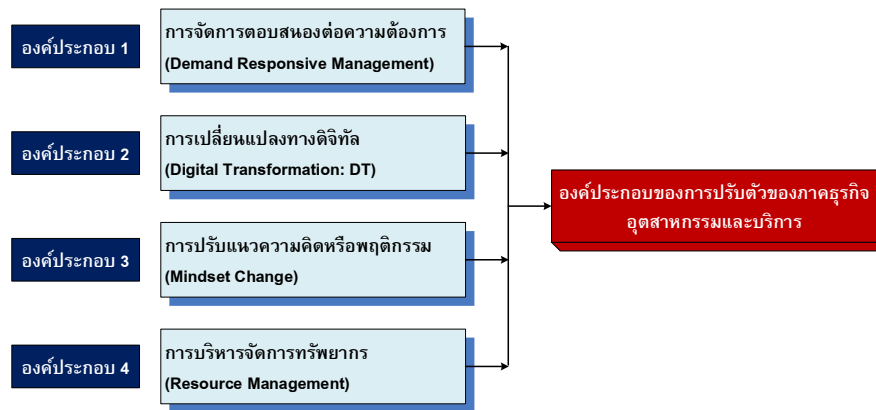 องค์ประกอบ 1
การจัดการตอบสนองต่อความต้องการ
(Demand Responsive Management)
องค์ประกอบ 2
การเปลี่ยนแปลงทางดิจิทัล
(Digital Transformation: DT)
องค์ประกอบของการปรับตัวของภาคธุรกิจ
อุตสาหกรรมและบริการ
องค์ประกอบ 3
การปรับแนวความคิดหรือพฤติกรรม
(Mindset Change)
องค์ประกอบ 4
การบริหารจัดการทรัพยากร
(Resource Management)